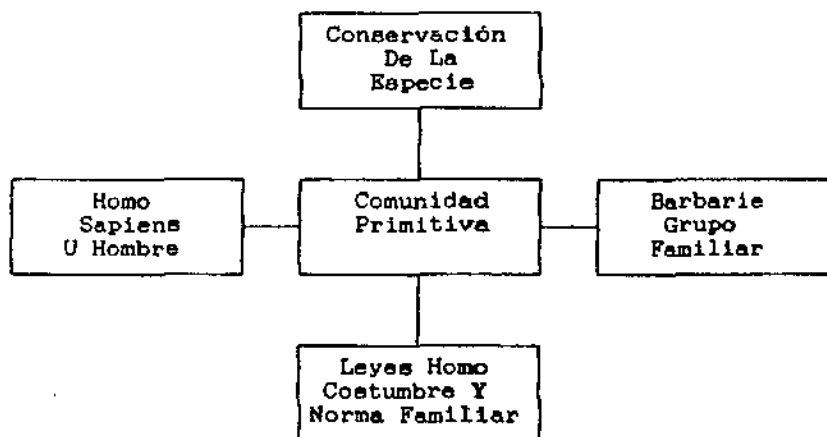 Conservación
De La
Especie
Homo
Sapiens
U Hombre
Comunidad
Primitiva
Barbarie
Grupo
Familiar
Leyes Homo
Costumbre Y
Norma Familiar